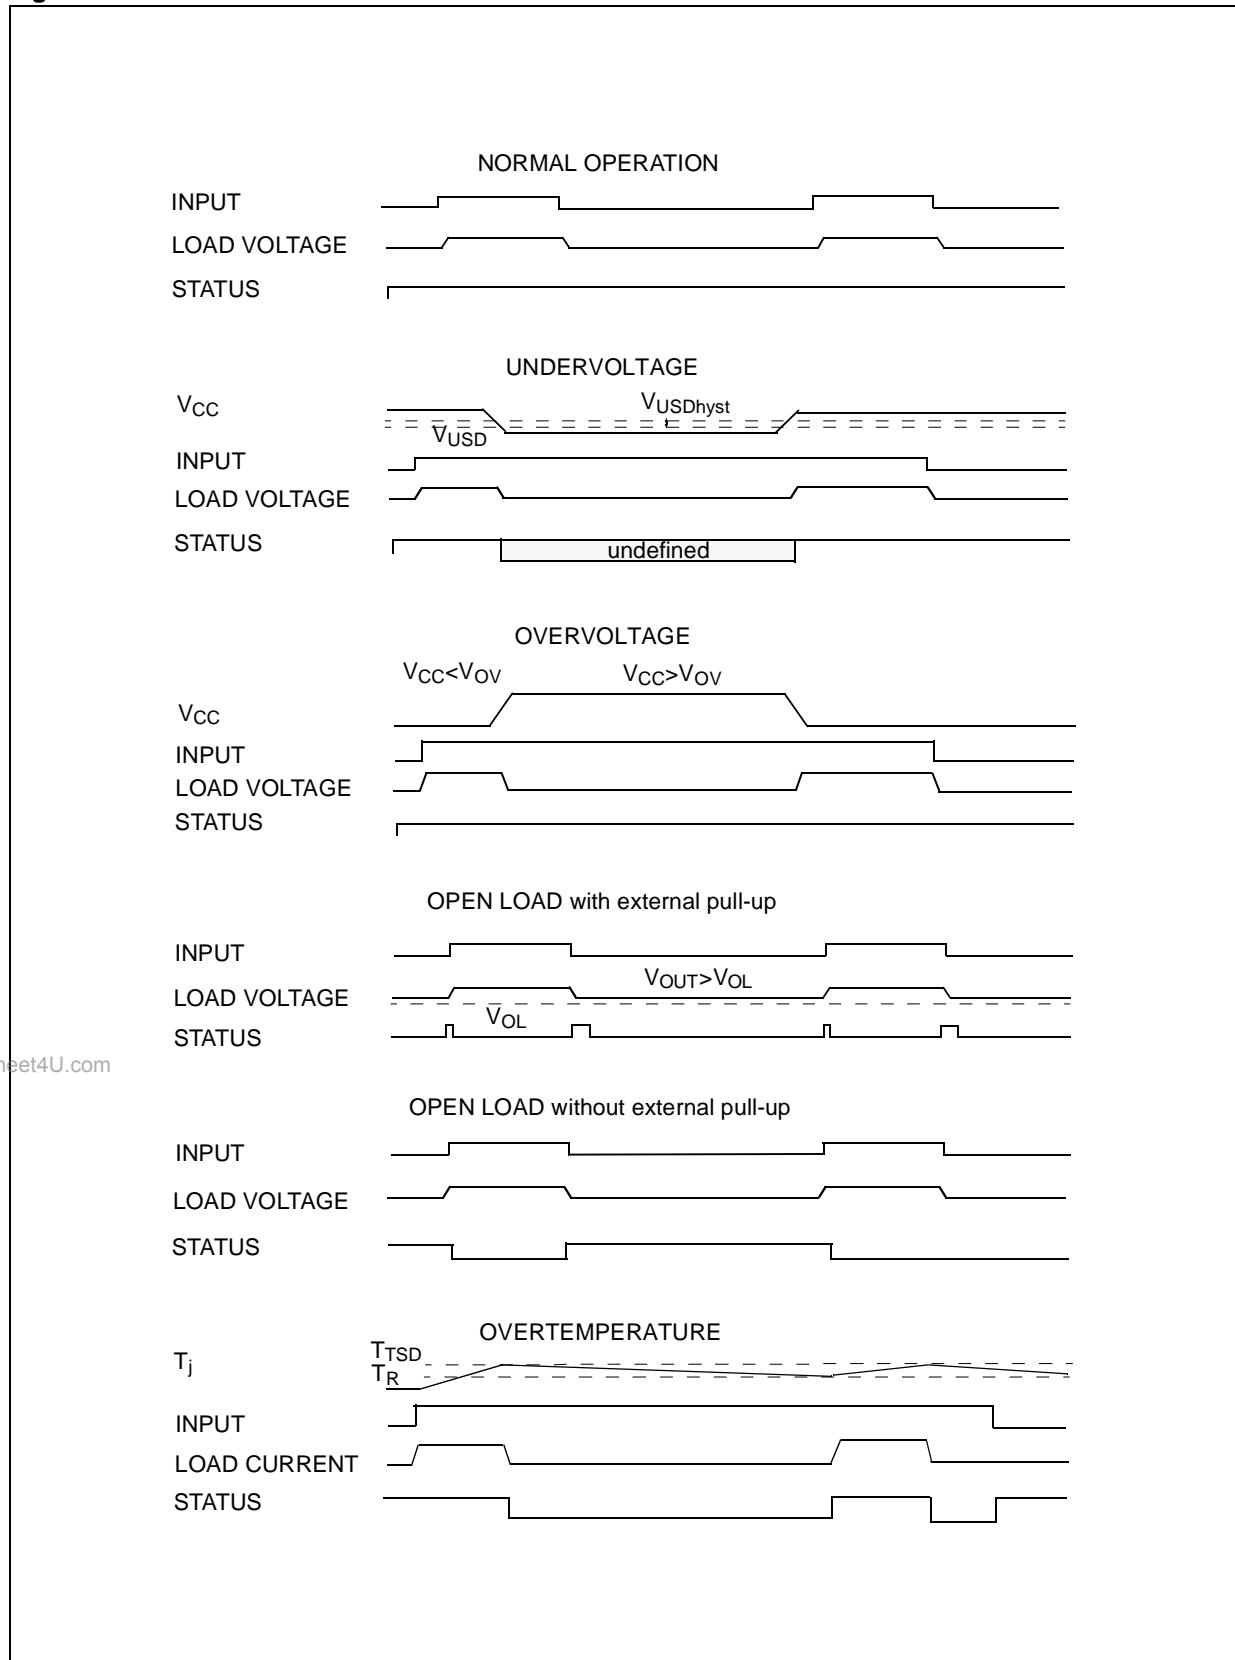 NORMAL OPERATION
INPUT
LOAD VOLTAGE
STATUS
UNDERVOLTAGE
VCC
VUSDhyst
VUSD
INPUT
LOAD VOLTAGE
STATUS
undefined
OVERVOLTAGE
VCC<VOV
VCC>VOV
VCC
INPUT
LOAD VOLTAGE
STATUS
OPEN LOAD with external pull-up
INPUT
VOUT>VOL
LOAD VOLTAGE
VOL
STATUS
eet4U.com
OPEN LOAD without external pull-up
INPUT
LOAD VOLTAGE
STATUS
OVERTEMPERATURE
Tj
TTSD
TR
INPUT
LOAD CURRENT
STATUS